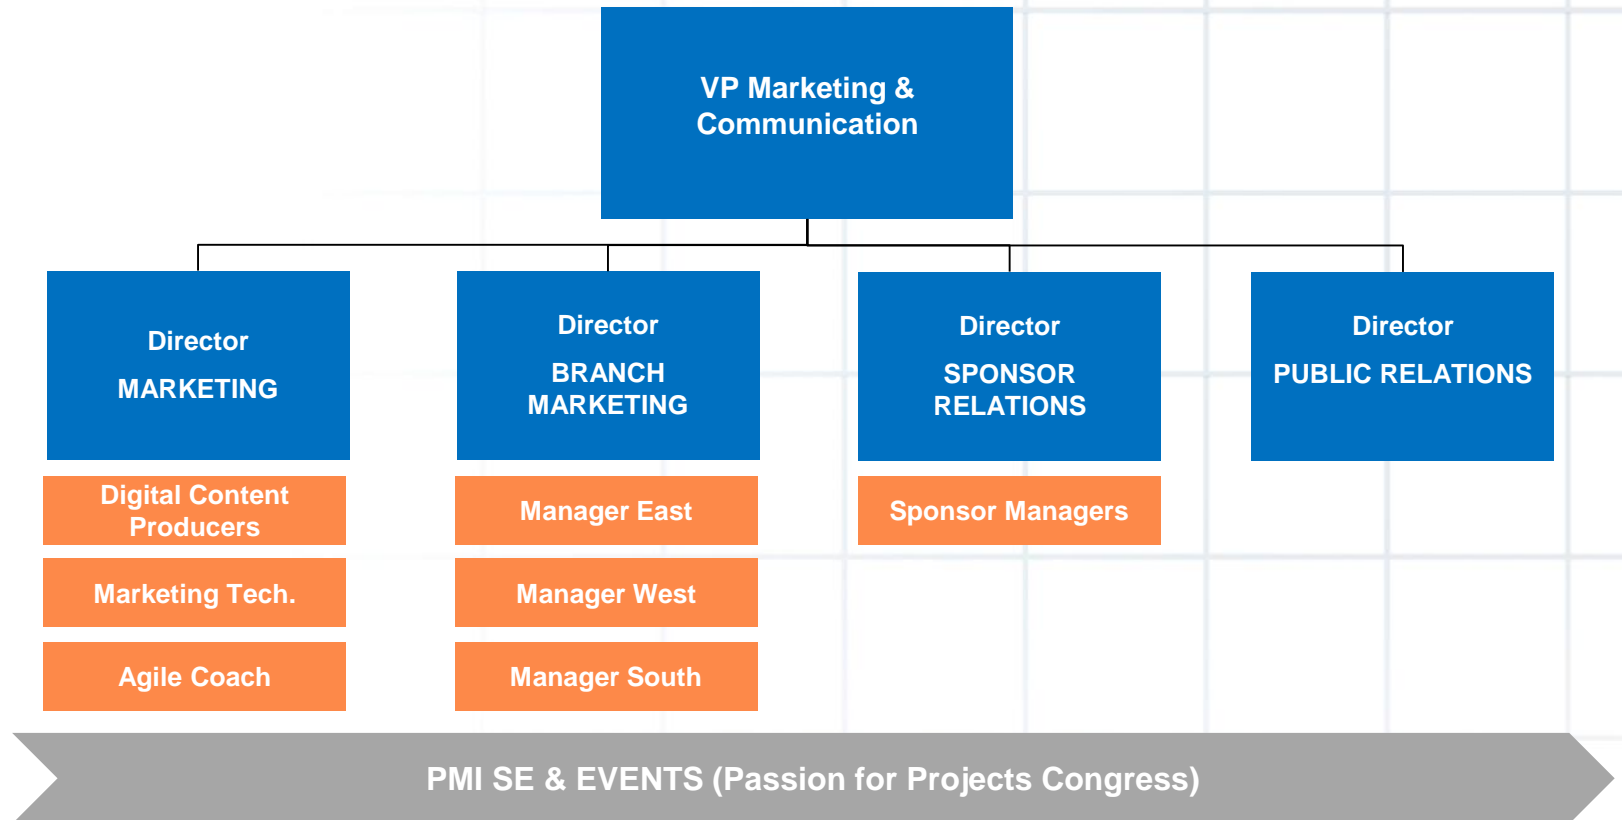 VP Marketing &
Communication
Director
MARKETING
Director
BRANCH
MARKETING
Director
SPONSOR
RELATIONS
Director
PUBLIC RELATIONS
Digital Content
Producers
Marketing Tech.
Agile Coach
Manager East
Manager West
Manager South
Sponsor Managers
PMI SE & EVENTS (Passion for Projects Congress)